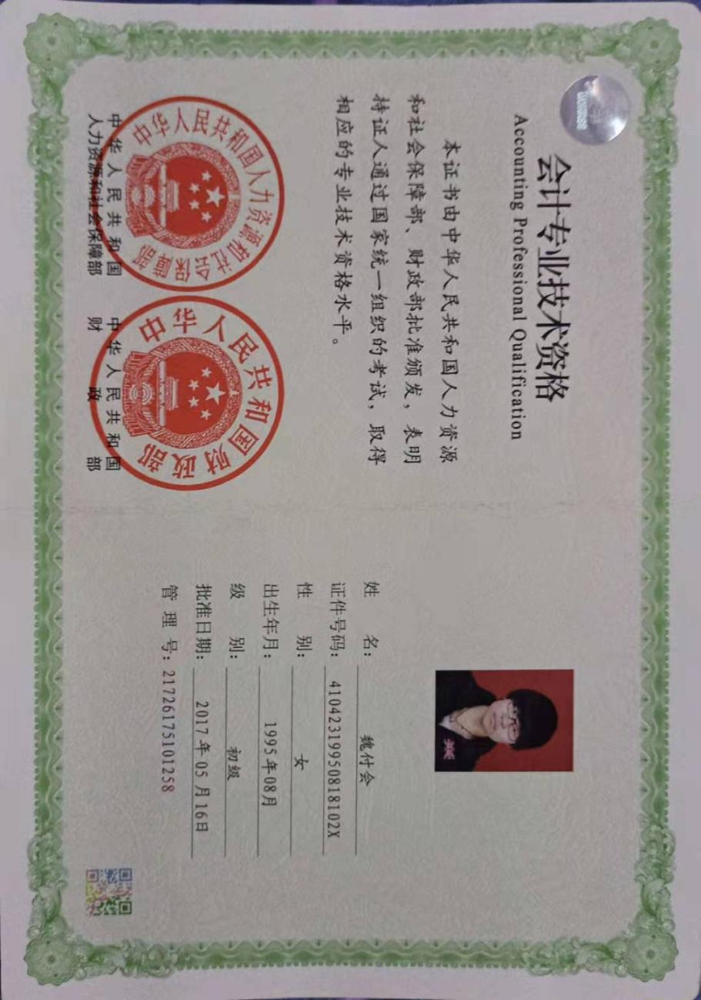 会计专业技术资格
Accounting Professional Qualification
本证书由中华人民共和国人力资源
和社会保障部、财政部批准颁发，表明
持证人通过国家统一组织的考试，取得
相应的专业技术资格水平。
中华人民共和国人力资源和社会保障部
中华人民共和国财政部
中华人民共和国
人力资源和社会保障部
中华人民共和国
财政部
姓名：魏付会
证件号码：41042319950818102X
性别：女
出生年月：1995年08月
级别：初级
批准日期：2017年05月16日
管理号：21726175101258